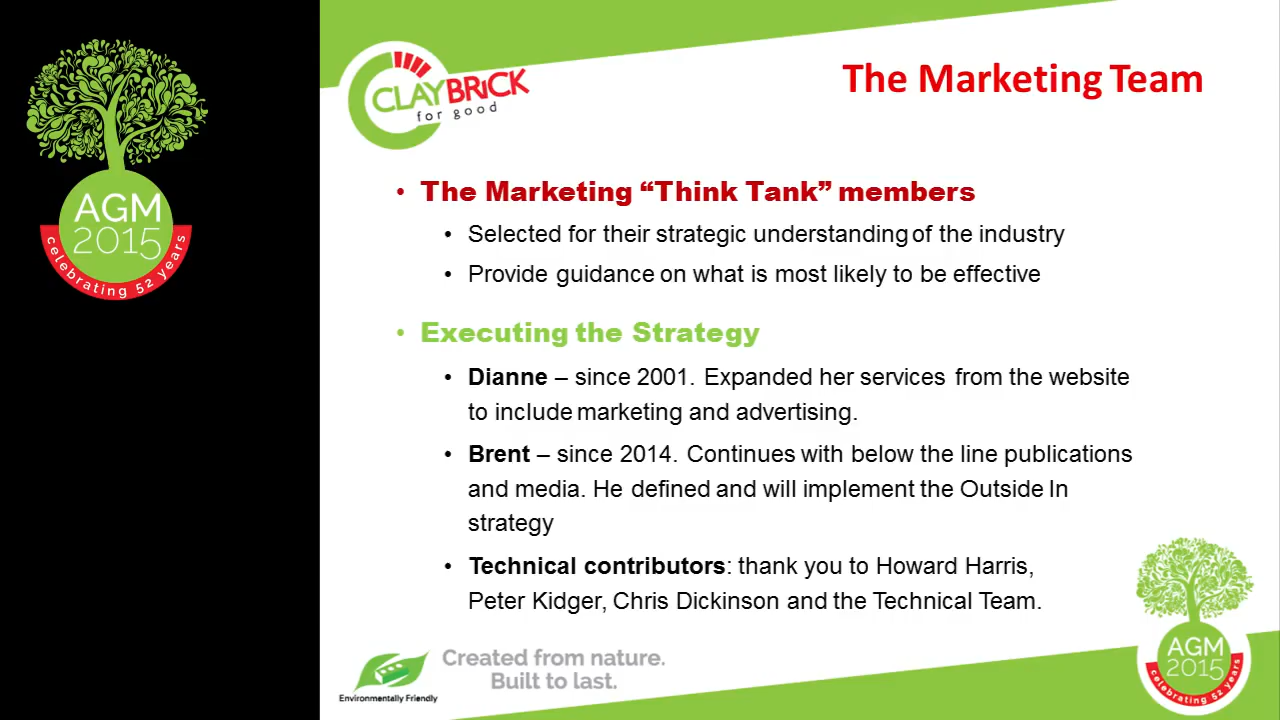 AGM
2015
celebrating 52 years
CLAYBRiCK
for good
The Marketing Team
• The Marketing “Think Tank” members
• Selected for their strategic understanding of the industry
• Provide guidance on what is most likely to be effective
• Executing the Strategy
• Dianne – since 2001. Expanded her services from the website
to include marketing and advertising.
• Brent – since 2014. Continues with below the line publications
and media. He defined and will implement the Outside In
strategy
• Technical contributors: thank you to Howard Harris,
Peter Kidger, Chris Dickinson and the Technical Team.
Environmentally Friendly
Created from nature.
Built to last.
AGM
2015
celebrating 52 years